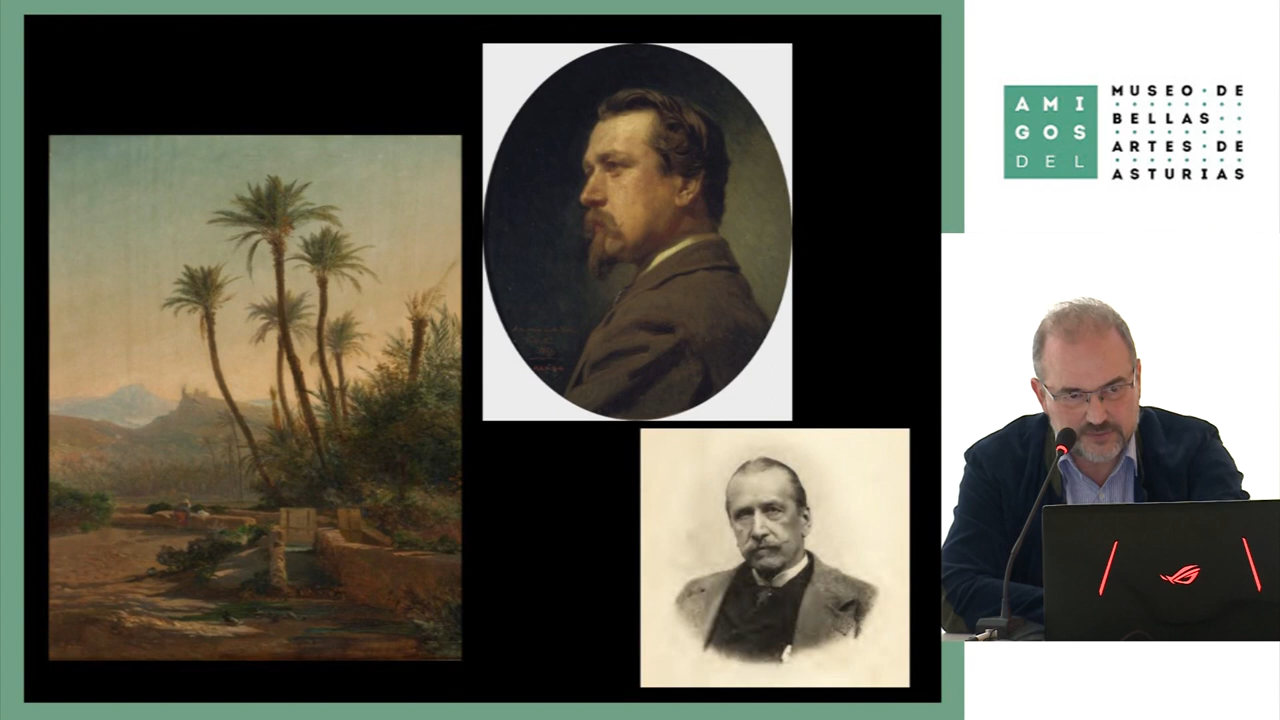 AMI
GOS
DEL
MUSEO DE
BELLAS
ARTES DE
ASTURIAS